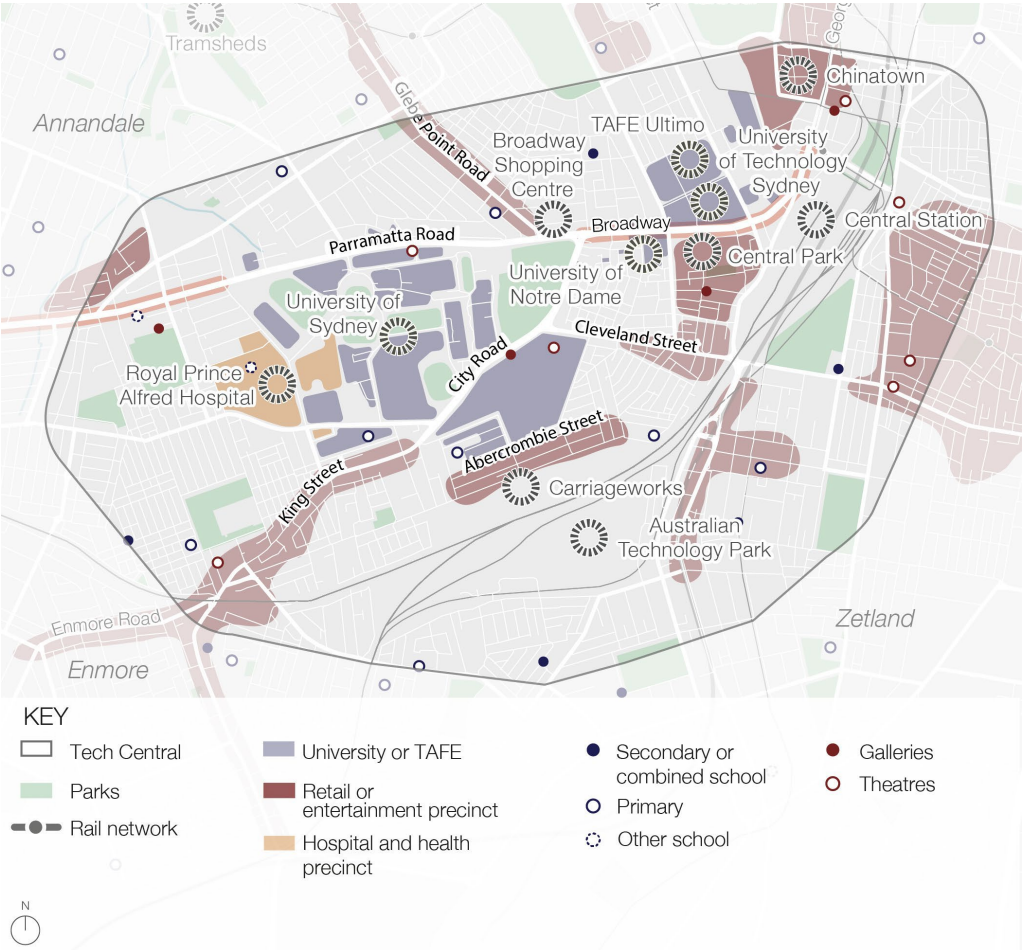 Tramsheds
Georg
Chinatown
Annandale
Glebe Point Road
TAFE Ultimo
Broadway
Shopping
Centre
University
of Technology
Sydney
Broadway
Central Station
Parramatta Road
Central Park
University of
Notre Dame
University of
Sydney
Cleveland Street
City Road
Royal Prince
Alfred Hospital
Abercrombie Street
King Street
Carriageworks
Australian
Technology Park
Enmore Road
Zetland
Enmore
KEY
Tech Central
Parks
Rail network
University or TAFE
Retail or
entertainment precinct
Hospital and health
precinct
Secondary or
combined school
Primary
Other school
Galleries
Theatres
N